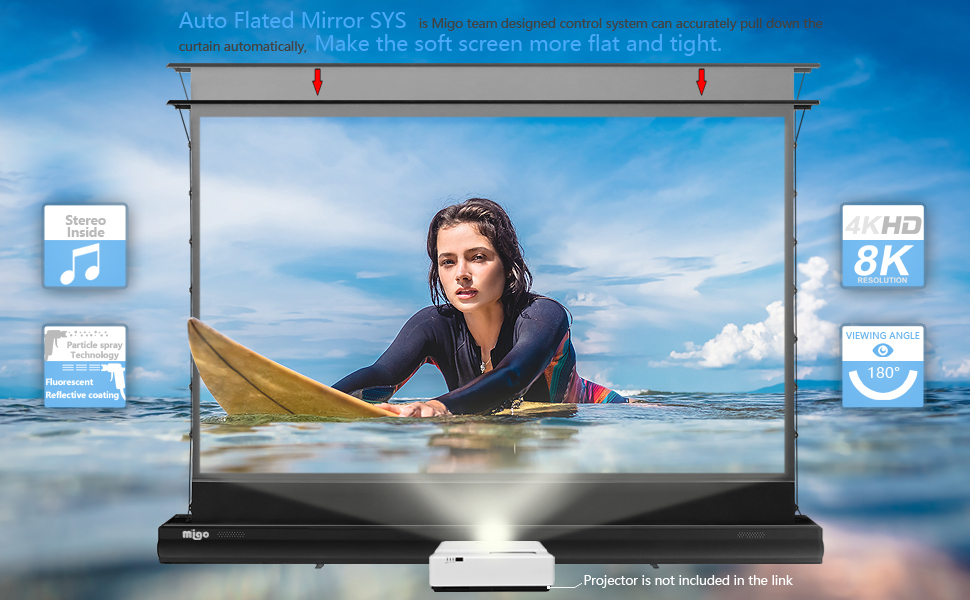 Auto Flated Mirror SYS is Migo team designed control system can accurately pull down the
curtain automatically, Make the soft screen more flat and tight.
Stereo
Inside
4KHD
8K
RESOLUTION
Particle spray
Technology
Fluorescent
Reflective coating
VIEWING ANGLE
180°
migo
Projector is not included in the link